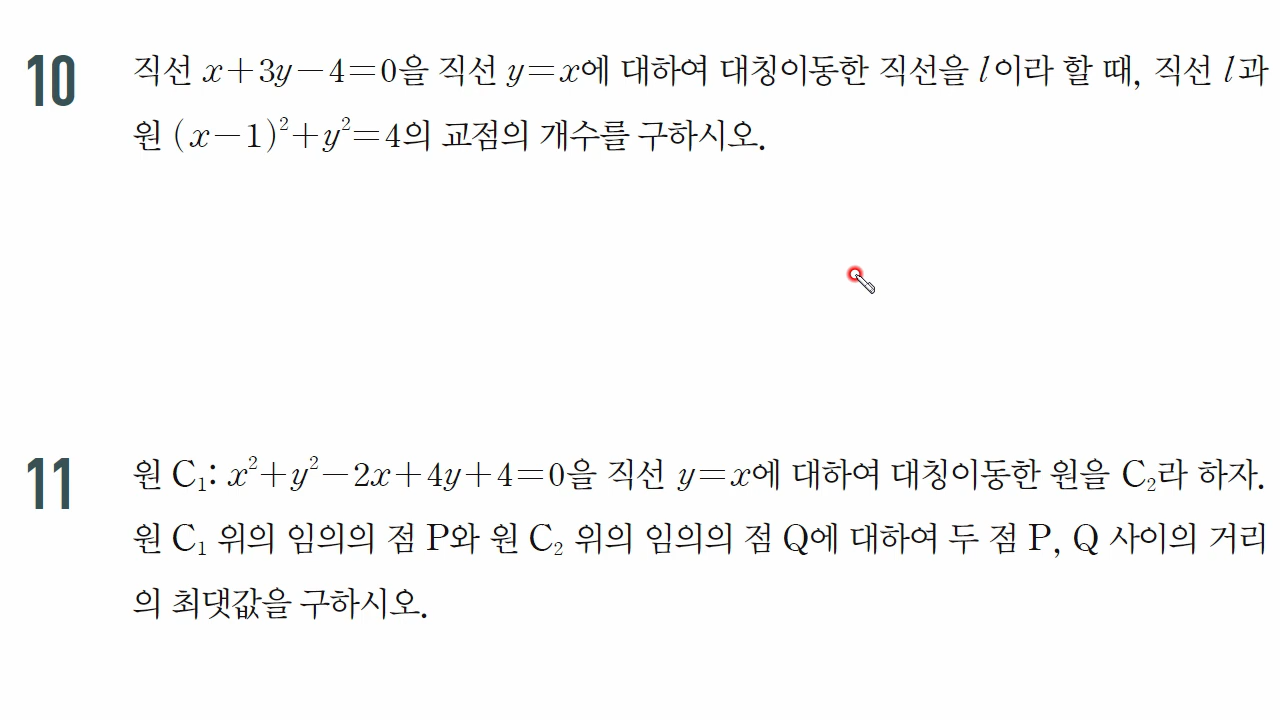 10 직선 x+3y-4=0을 직선 y=x에 대하여 대칭이동한 직선을 l이라 할 때, 직선 l과
원 (x-1)²+y²=4의 교점의 개수를 구하시오.
11 원 C₁: x²+y²-2x+4y+4=0을 직선 y=x에 대하여 대칭이동한 원을 C₂라 하자.
원 C₁ 위의 임의의 점 P와 원 C₂ 위의 임의의 점 Q에 대하여 두 점 P, Q 사이의 거리
의 최댓값을 구하시오.